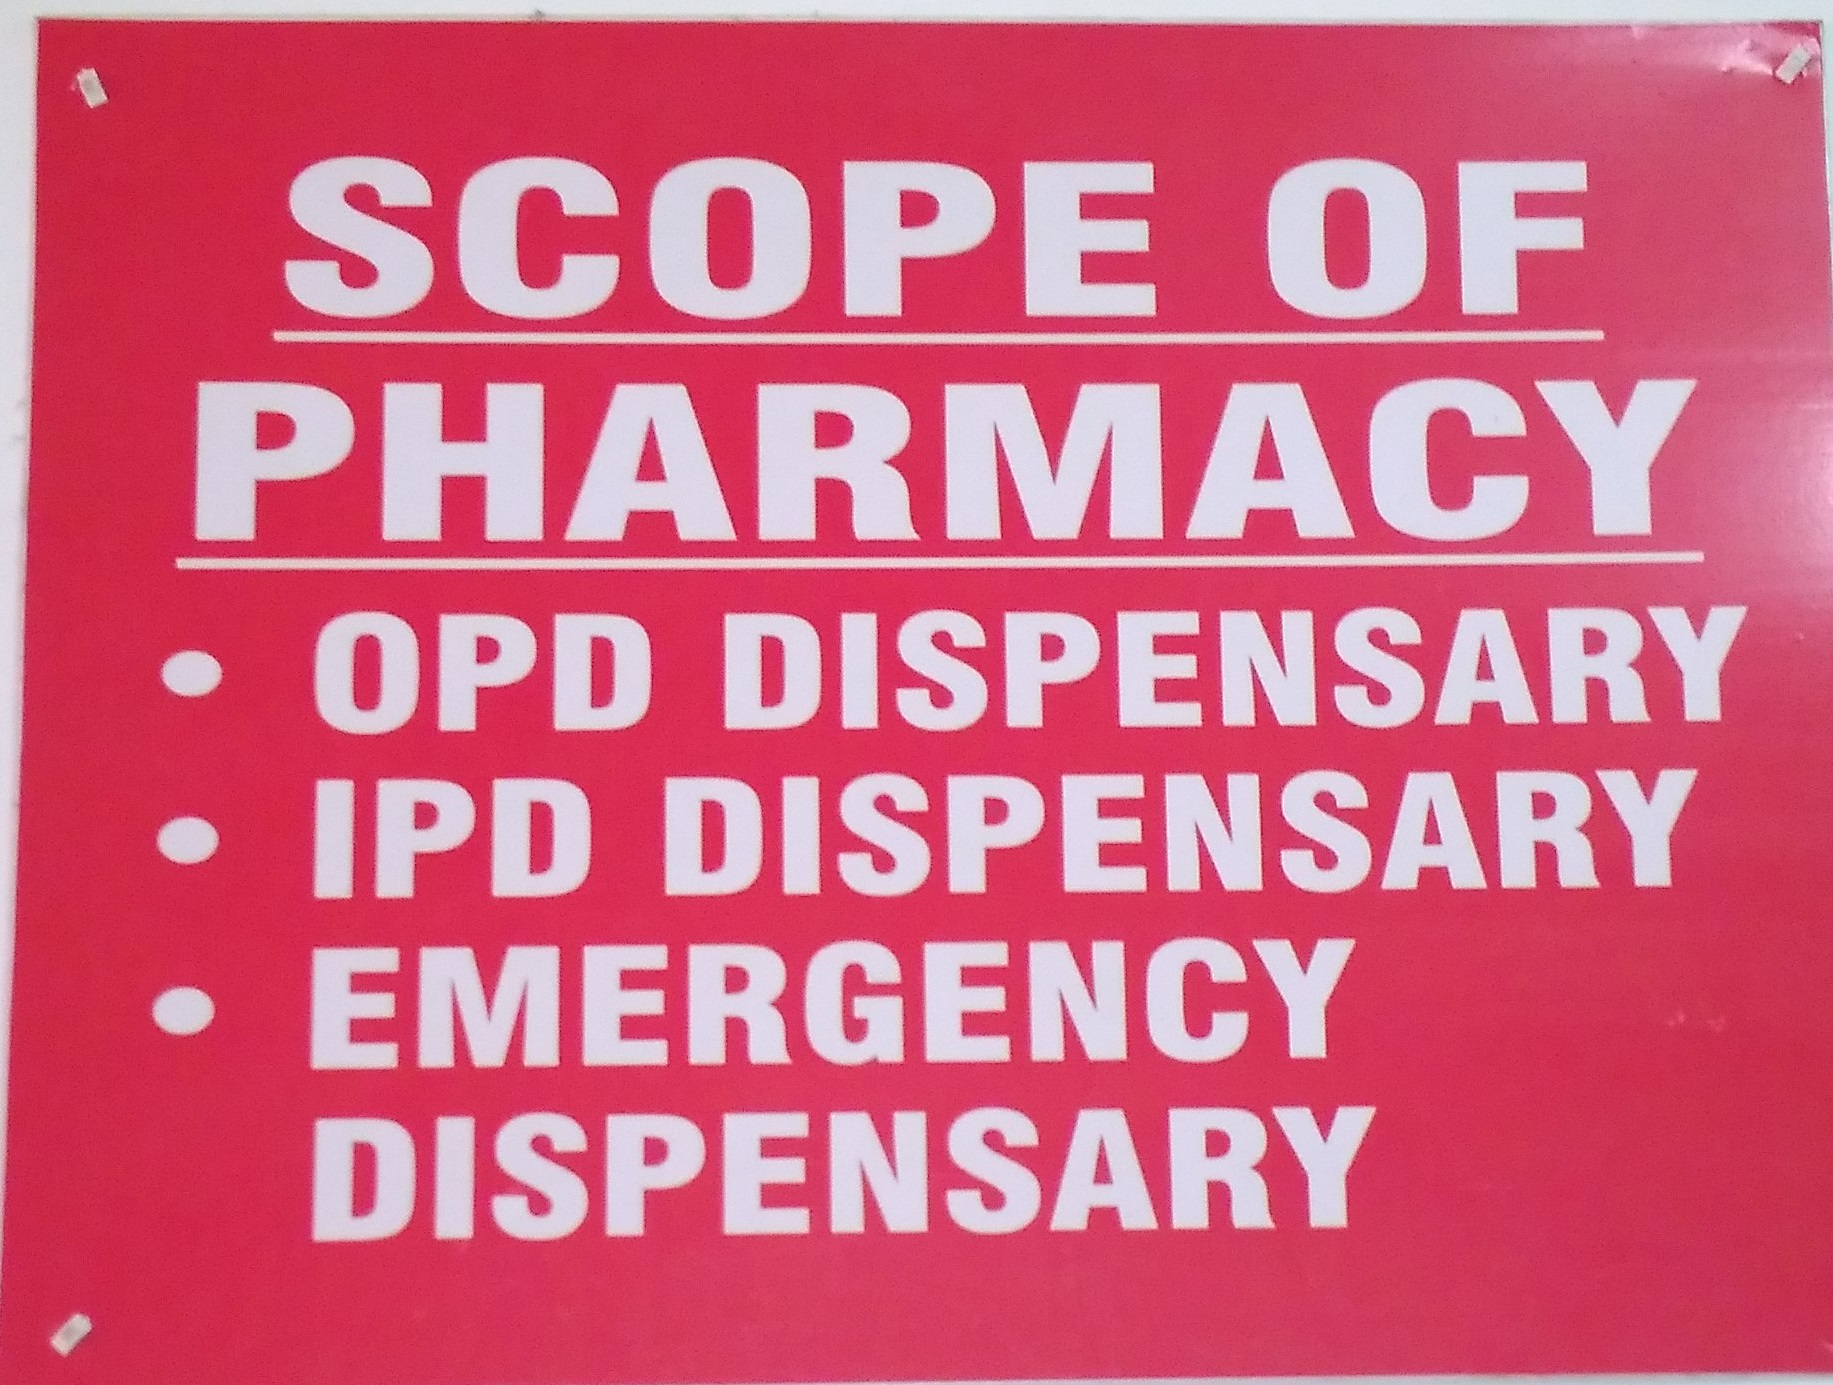 SCOPE OF
PHARMACY
• OPD DISPENSARY
• IPD DISPENSARY
• EMERGENCY
DISPENSARY